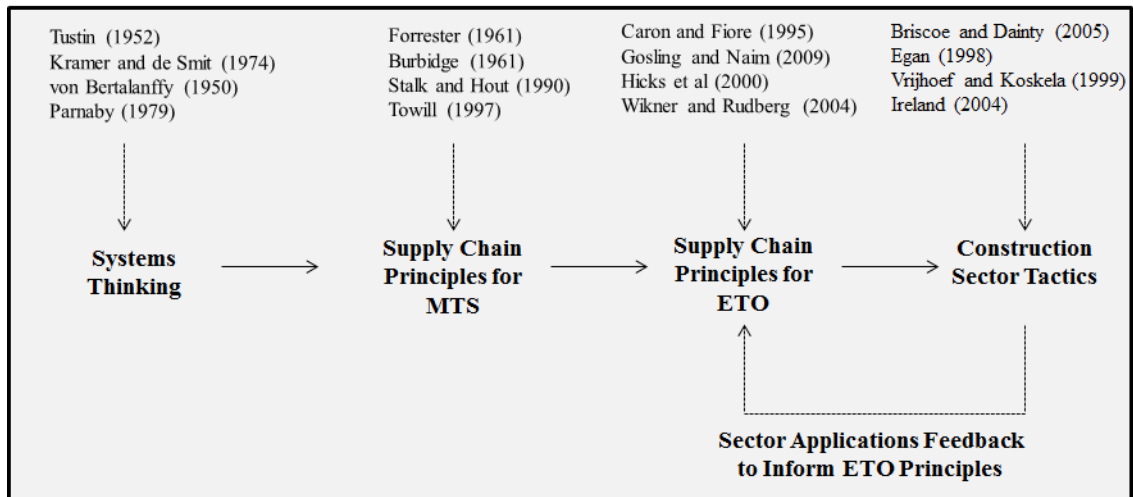 Tustin (1952)
Kramer and de Smit (1974)
von Bertalanffy (1950)
Parnaby (1979)
Forrester (1961)
Burbidge (1961)
Stalk and Hout (1990)
Towill (1997)
Caron and Fiore (1995)
Gosling and Naim (2009)
Hicks et al (2000)
Wikner and Rudberg (2004)
Briscoe and Dainty (2005)
Egan (1998)
Vrijhoef and Koskela (1999)
Ireland (2004)
Systems
Thinking
Supply Chain
Principles for
MTS
Supply Chain
Principles for
ETO
Construction
Sector Tactics
Sector Applications Feedback
to Inform ETO Principles